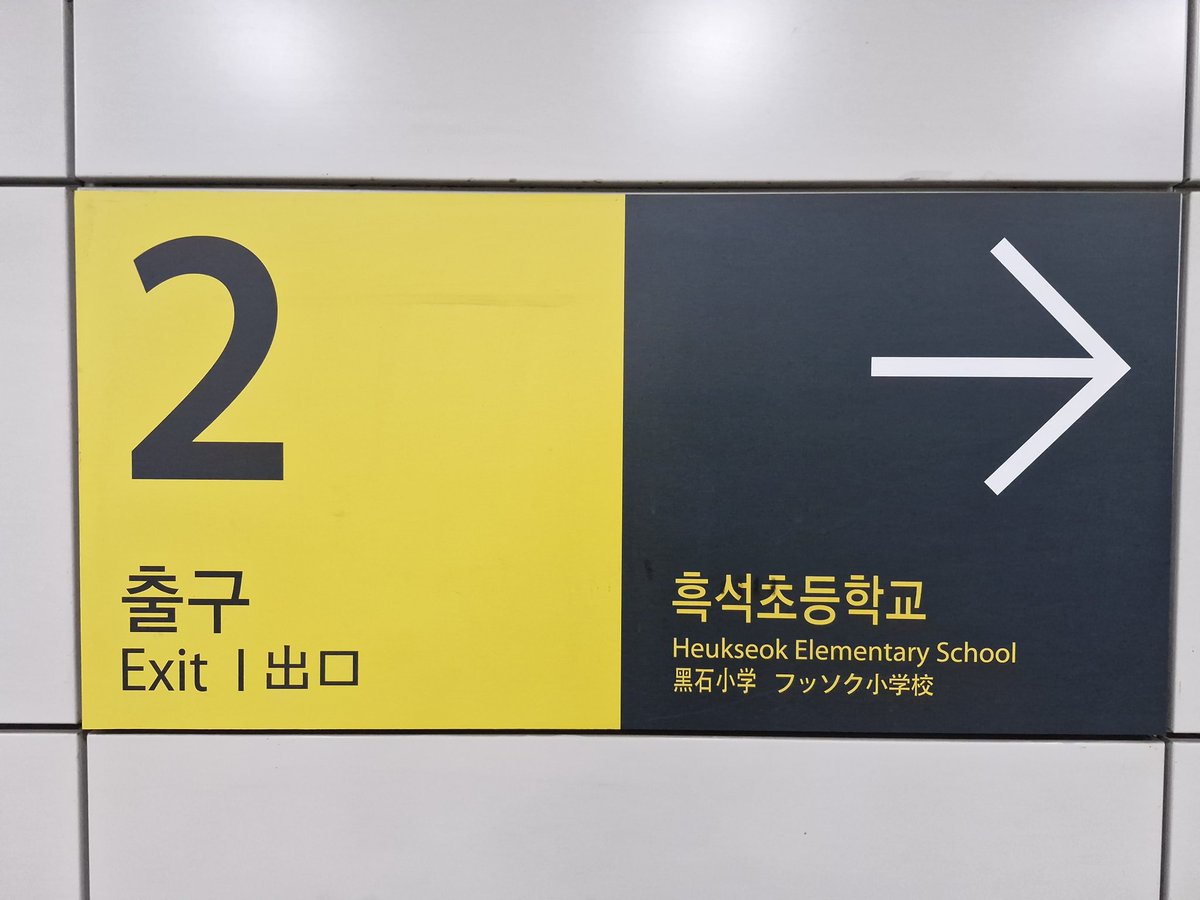 2
출구
Exit | 出口
흑석초등학교
Heukseok Elementary School
黑石小学 フッソク小学校